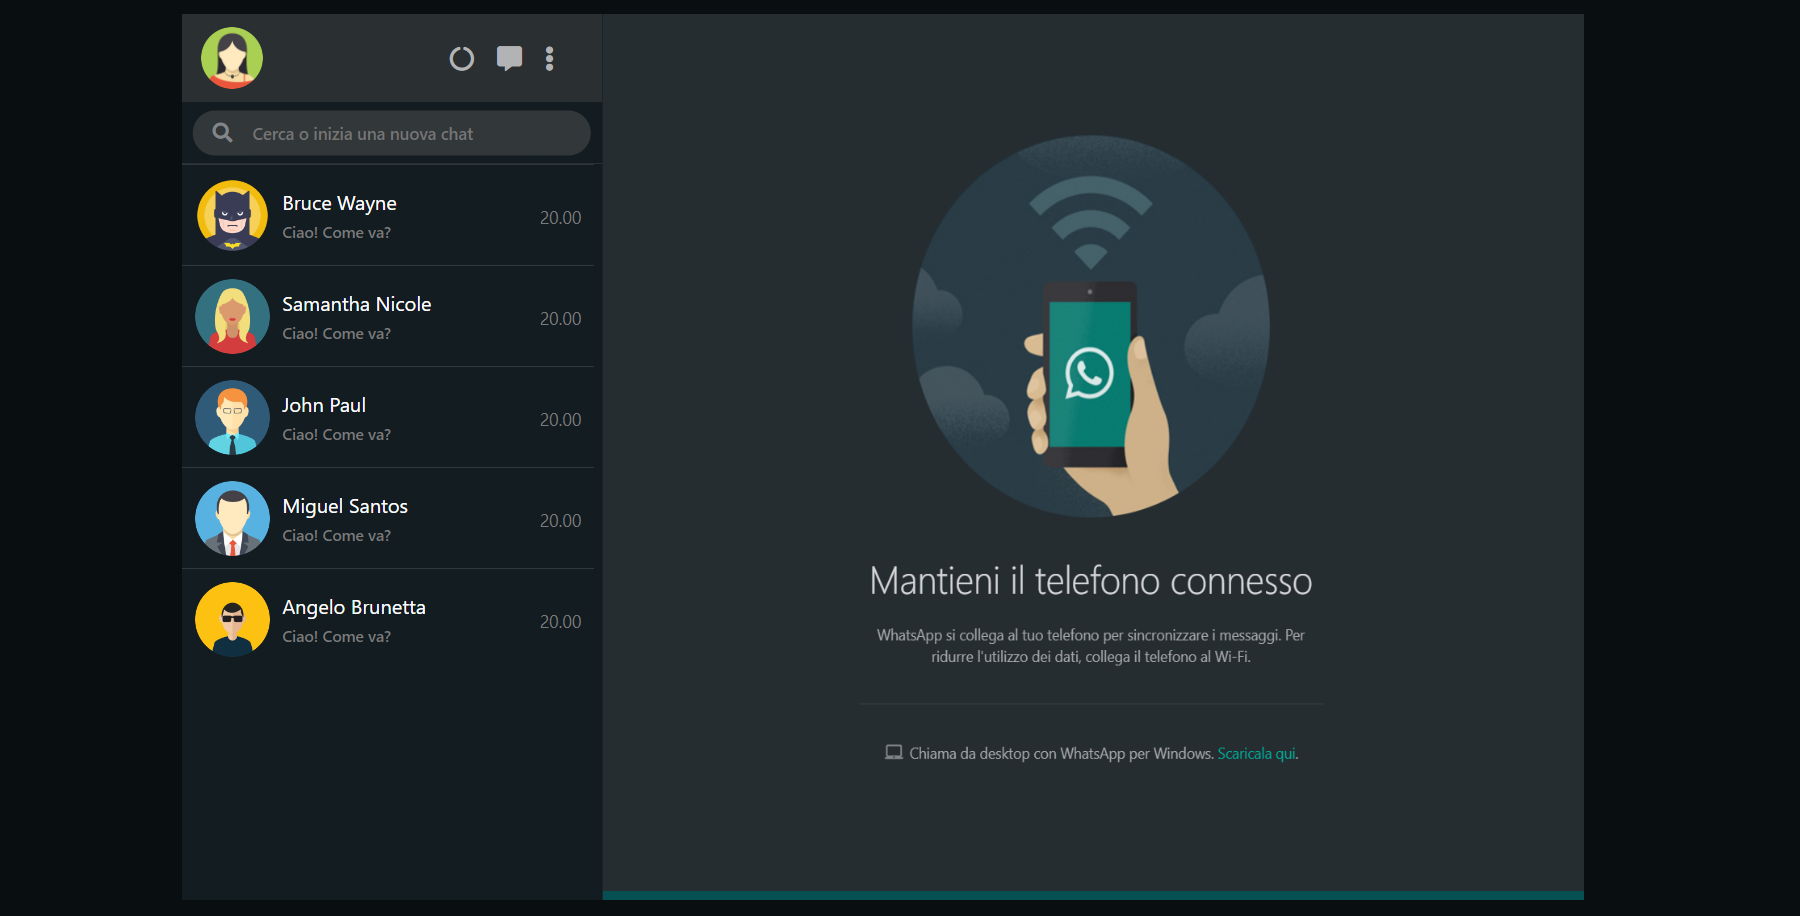 Cerca o inizia una nuova chat
Bruce Wayne
Ciao! Come va?
20.00
Samantha Nicole
Ciao! Come va?
20.00
John Paul
Ciao! Come va?
20.00
Miguel Santos
Ciao! Come va?
20.00
Angelo Brunetta
Ciao! Come va?
20.00
Mantieni il telefono connesso
WhatsApp si collega al tuo telefono per sincronizzare i messaggi. Per
ridurre l'utilizzo dei dati, collega il telefono al Wi-Fi.
Chiama da desktop con WhatsApp per Windows. Scaricala qui.